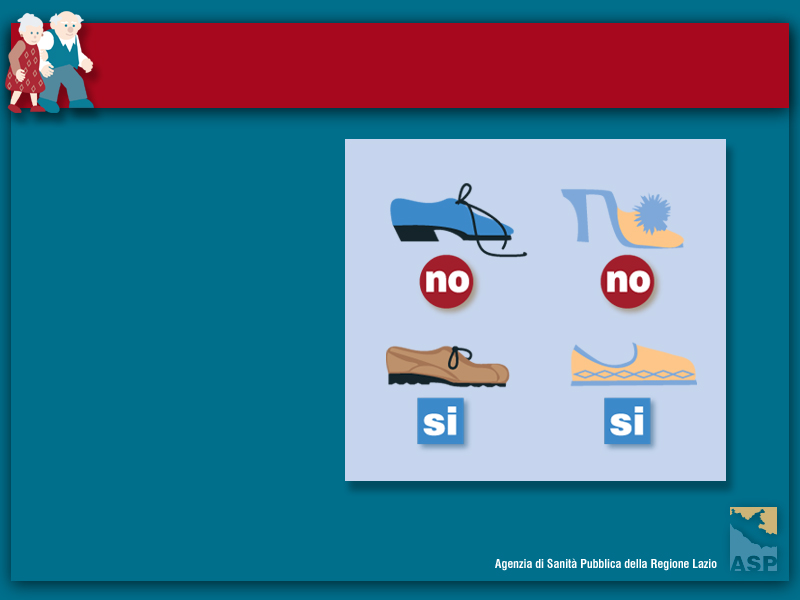 no no
si si
Agenzia di Sanità Pubblica della Regione Lazio
ASP